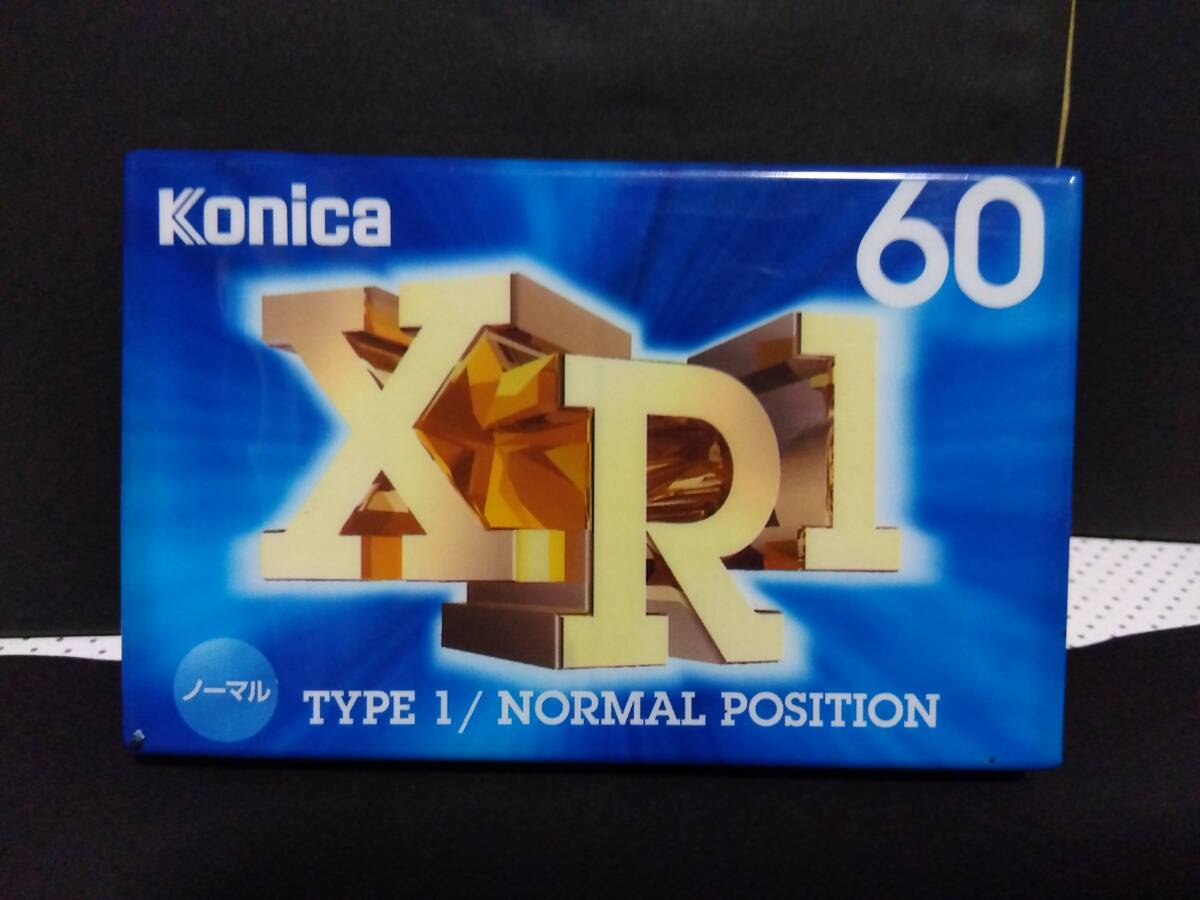 Konica
60
XR1
ノーマル
TYPE 1/ NORMAL POSITION